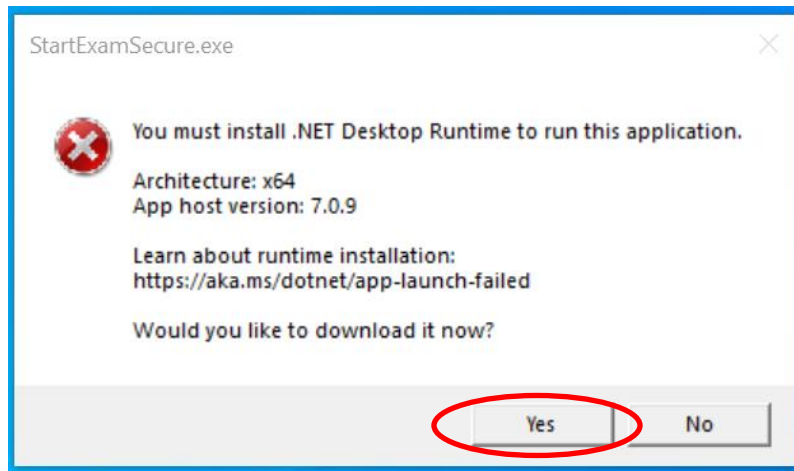 StartExamSecure.exe
You must install .NET Desktop Runtime to run this application.
Architecture: x64
App host version: 7.0.9
Learn about runtime installation:
https://aka.ms/dotnet/app-launch-failed
Would you like to download it now?
Yes No